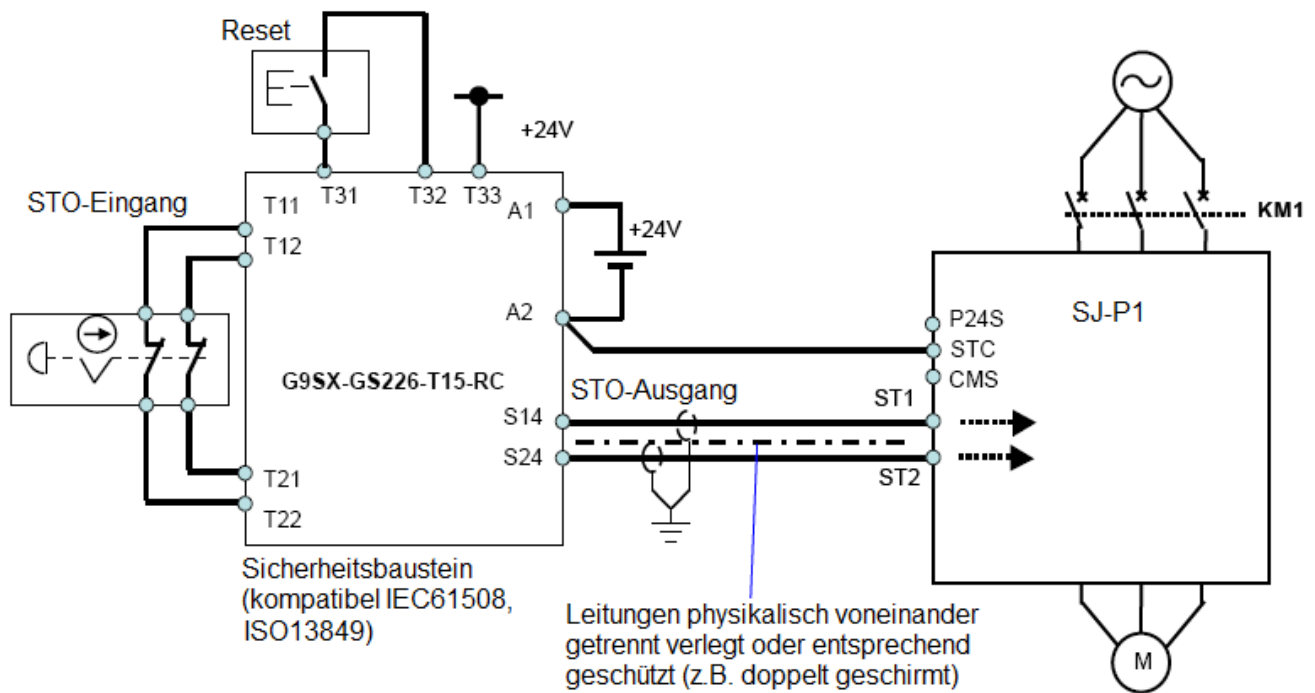 Reset
+24V
T31
T32
T33
STO-Eingang
T11
T12
A1
+24V
A2
KM1
SJ-P1
P24S
STC
CMS
G9SX-GS226-T15-RC
STO-Ausgang
ST1
S14
S24
ST2
T21
T22
Sicherheitsbaustein
(kompatibel IEC61508,
ISO13849)
Leitungen physikalisch voneinander
getrennt verlegt oder entsprechend
geschützt (z.B. doppelt geschirmt)
M